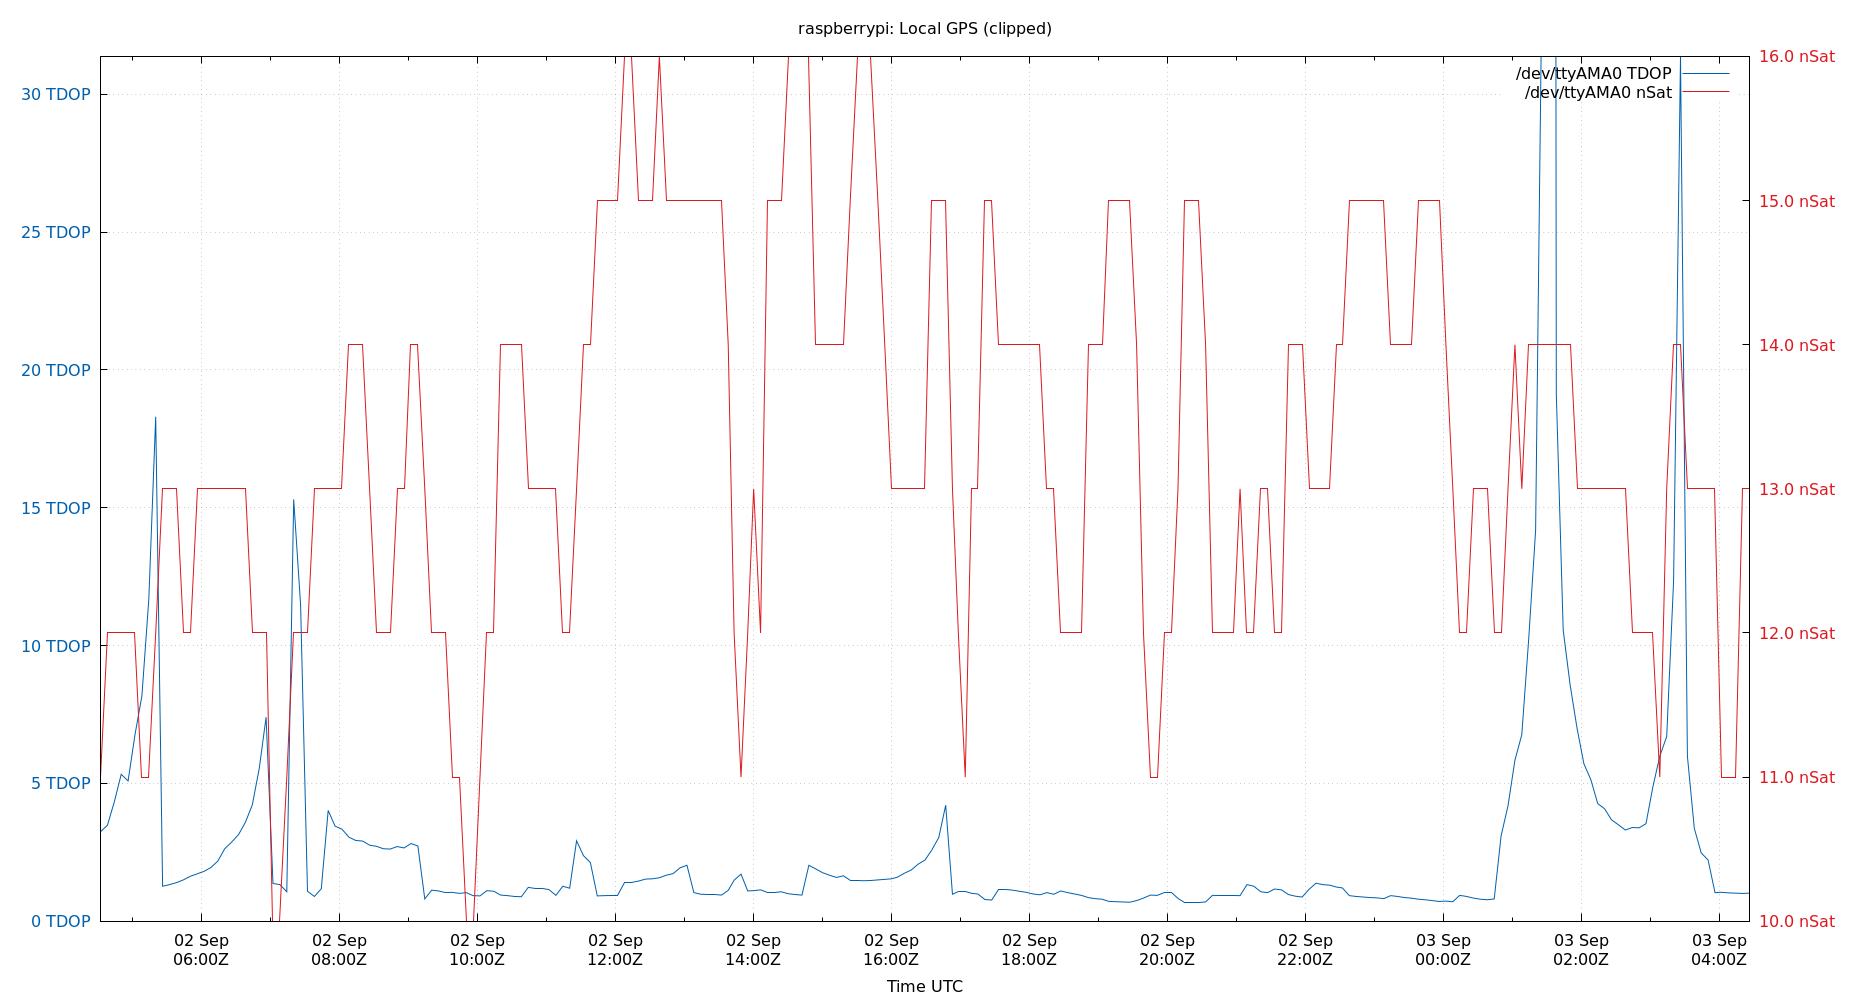 raspberrypi: Local GPS (clipped)
/dev/ttyAMA0 TDOP
/dev/ttyAMA0 nSat
30 TDOP
25 TDOP
20 TDOP
15 TDOP
10 TDOP
5 TDOP
0 TDOP
16.0 nSat
15.0 nSat
14.0 nSat
13.0 nSat
12.0 nSat
11.0 nSat
10.0 nSat
02 Sep
06:00Z
02 Sep
08:00Z
02 Sep
10:00Z
02 Sep
12:00Z
02 Sep
14:00Z
02 Sep
16:00Z
02 Sep
18:00Z
02 Sep
20:00Z
02 Sep
22:00Z
03 Sep
00:00Z
03 Sep
02:00Z
03 Sep
04:00Z
Time UTC